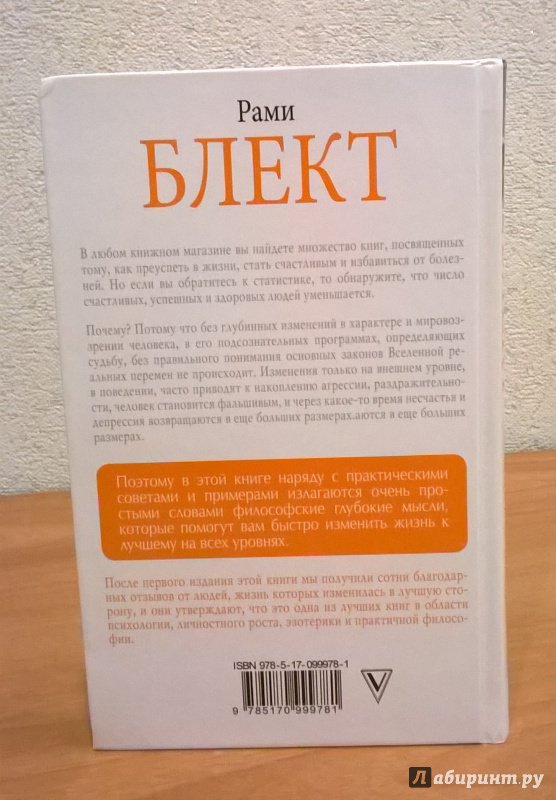 Рами
БЛЕКТ
В любом книжном магазине вы найдете множество книг, посвященных
тому, как преуспеть в жизни, стать счастливым и избавиться от болез-
ней. Но если вы обратитесь к статистике, то обнаружите, что число
счастливых, успешных и здоровых людей уменьшается.
Почему? Потому что без глубинных изменений в характере и мировоз-
зрении человека, в его подсознательных программах, определяющих
судьбу, без правильного понимания основных законов Вселенной ре-
альных перемен не происходит. Изменения только на внешнем уровне,
в поведении, часто приводят к накоплению агрессии, раздражительно-
сти, человек становится фальшивым, и через какое-то время несчастья и
депрессия возвращаются в еще больших размерах.аются в еще больших
размерах.
Поэтому в этой книге наряду с практическими
советами и примерами излагаются очень про-
стыми словами философские глубокие мысли,
которые помогут вам быстро изменить жизнь к
лучшему на всех уровнях.
После первого издания этой книги мы получили сотни благодар-
ных отзывов от людей, жизнь которых изменилась в лучшую сто-
рону, и они утверждают, что это одна из лучших книг в области
психологии, личностного роста, эзотерики и практичной филосо-
фии.
ISBN 978-5-17-099978-1
9 785170 999781
Лабиринт.ру